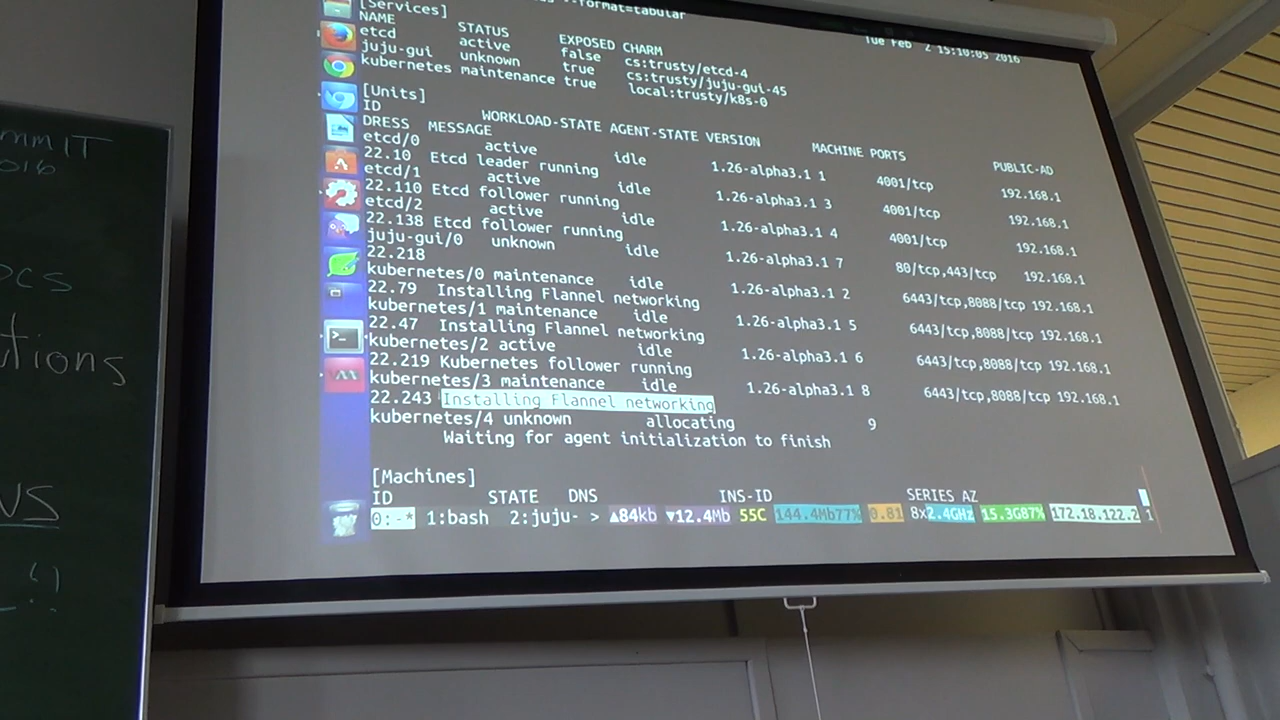 --format=tabular
Tue Feb 2 15:10:05 2016
[Services]
NAME STATUS EXPOSED CHARM
etcd active false cs:trusty/etcd-4
juju-gui unknown true cs:trusty/juju-gui-45
kubernetes maintenance true local:trusty/k8s-0
[Units]
ID WORKLOAD-STATE AGENT-STATE VERSION MACHINE PORTS PUBLIC-AD
DRESS MESSAGE
etcd/0 active idle 1.26-alpha3.1 1 4001/tcp 192.168.1
22.10 Etcd leader running
etcd/1 active idle 1.26-alpha3.1 3 4001/tcp 192.168.1
22.110 Etcd follower running
etcd/2 active idle 1.26-alpha3.1 4 4001/tcp 192.168.1
22.138 Etcd follower running
juju-gui/0 unknown idle 1.26-alpha3.1 7 80/tcp,443/tcp 192.168.1
22.218
kubernetes/0 maintenance idle 1.26-alpha3.1 2 6443/tcp,8088/tcp 192.168.1
22.79 Installing Flannel networking
kubernetes/1 maintenance idle 1.26-alpha3.1 5 6443/tcp,8088/tcp 192.168.1
22.47 Installing Flannel networking
kubernetes/2 active idle 1.26-alpha3.1 6 6443/tcp,8088/tcp 192.168.1
22.219 Kubernetes follower running
kubernetes/3 maintenance idle 1.26-alpha3.1 8 6443/tcp,8088/tcp 192.168.1
22.243 Installing Flannel networking
kubernetes/4 unknown allocating 9
Waiting for agent initialization to finish
[Machines]
ID STATE DNS INS-ID SERIES AZ
0:-* 1:bash 2:juju- > ▲84kb ▼12.4Mb 55C 144.4Mb77% 0.81 8x2.4GHz 15.3G87% 172.18.122.2
mmIT
016
ocs
utions
VS